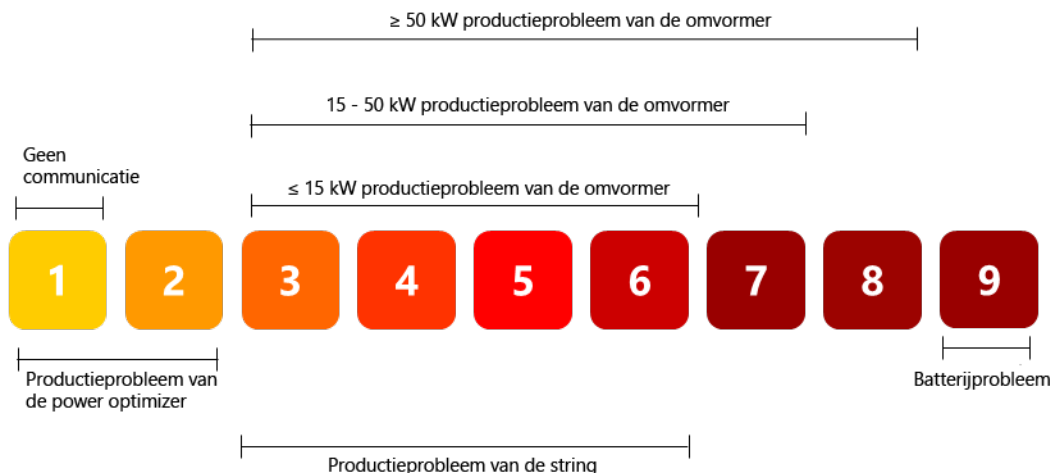 ≥ 50 kW productieprobleem van de omvormer
15 - 50 kW productieprobleem van de omvormer
Geen
communicatie
≤ 15 kW productieprobleem van de omvormer
1 2 3 4 5 6 7 8 9
Productieprobleem van
de power optimizer
Batterijprobleem
Productieprobleem van de string